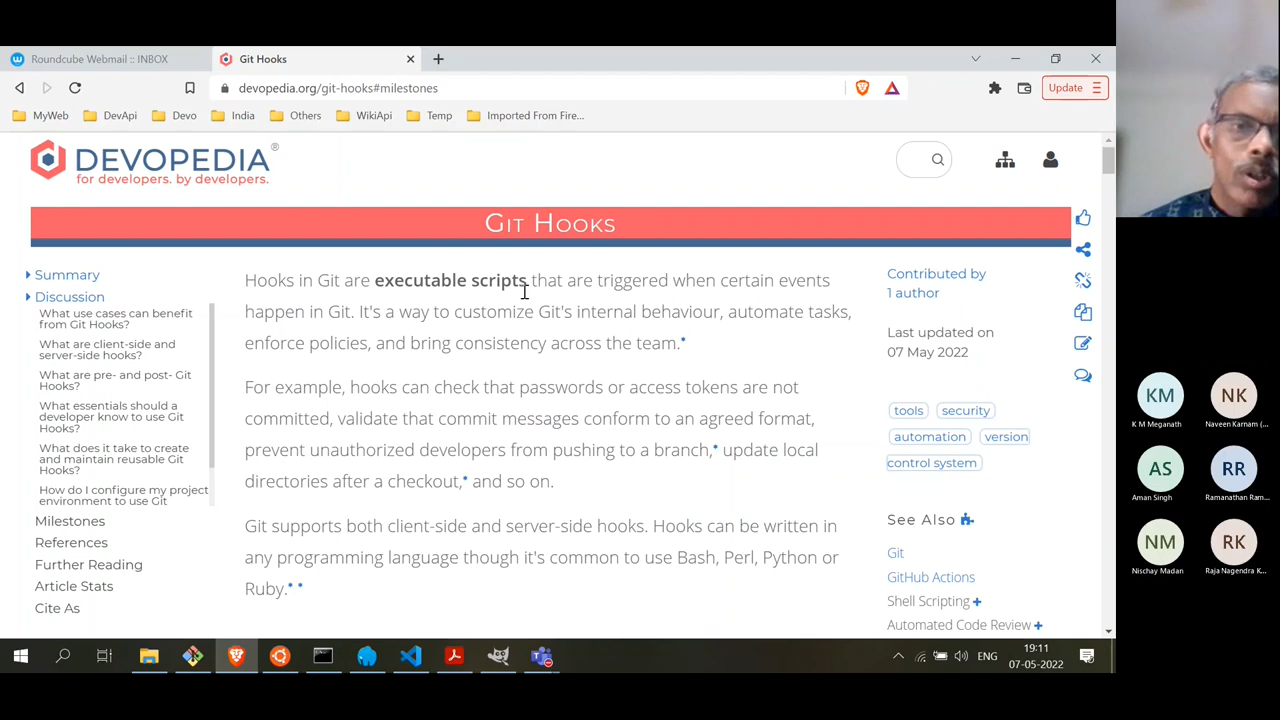 Roundcube Webmail :: INBOX
Git Hooks
devopedia.org/git-hooks#milestones
Update
MyWeb
DevApi
Devo
India
Others
WikiApi
Temp
Imported From Fire...
DEVOPEDIA®
for developers. by developers.
Git Hooks
Summary
Discussion
What use cases can benefit
from Git Hooks?
What are client-side and
server-side hooks?
What are pre- and post- Git
Hooks?
What essentials should a
developer know to use Git
Hooks?
What does it take to create
and maintain reusable Git
Hooks?
How do I configure my project
environment to use Git
Milestones
References
Further Reading
Article Stats
Cite As
Hooks in Git are executable scripts that are triggered when certain events
happen in Git. It's a way to customize Git's internal behaviour, automate tasks,
enforce policies, and bring consistency across the team.
For example, hooks can check that passwords or access tokens are not
committed, validate that commit messages conform to an agreed format,
prevent unauthorized developers from pushing to a branch, update local
directories after a checkout, and so on.
Git supports both client-side and server-side hooks. Hooks can be written in
any programming language though it's common to use Bash, Perl, Python or
Ruby.
Contributed by
1 author
Last updated on
07 May 2022
tools
security
automation
version
control system
See Also
Git
GitHub Actions
Shell Scripting +
Automated Code Review +
KM
K M Meganath
NK
Naveen Karnam (...
AS
Aman Singh
RR
Ramanathan Ram...
NM
Nischay Madan
RK
Raja Nagendra K...
ENG
19:11
07-05-2022